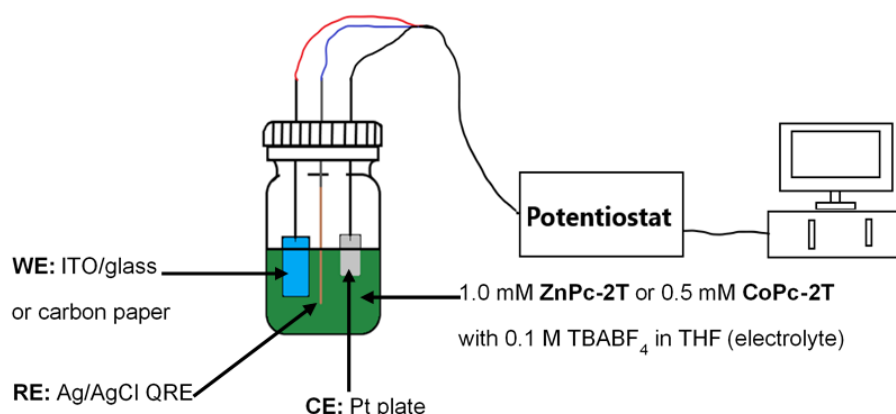 Potentiostat
WE: ITO/glass
or carbon paper
1.0 mM ZnPc-2T or 0.5 mM CoPc-2T
with 0.1 M TBABF₄ in THF (electrolyte)
RE: Ag/AgCl QRE
CE: Pt plate